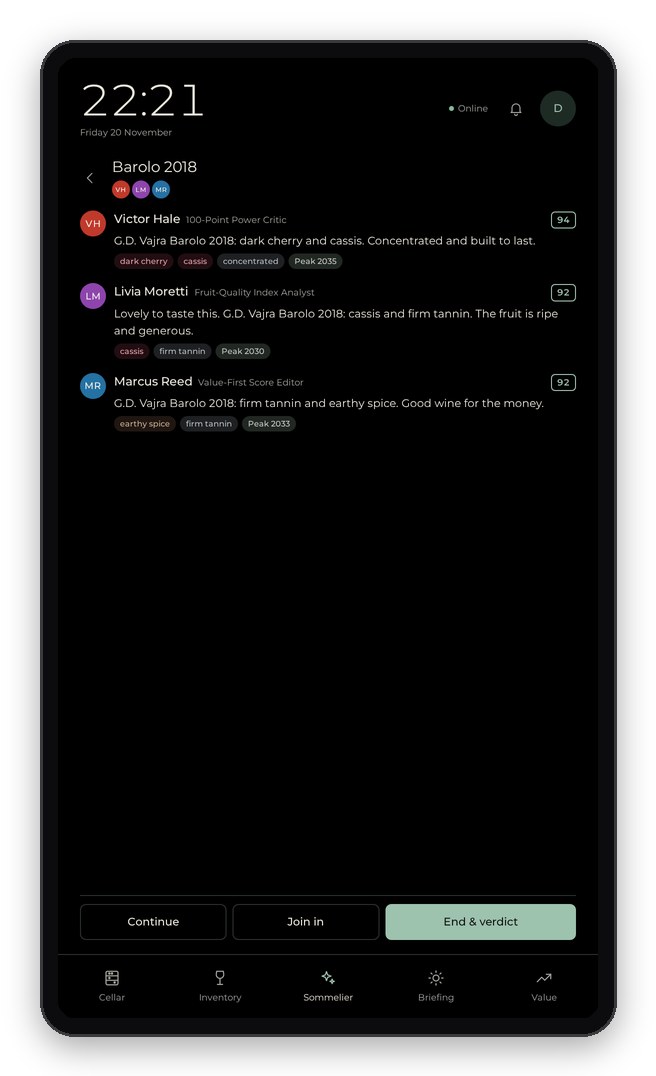 22:21
Online
D
Friday 20 November
Barolo 2018
VH LM MR
VH Victor Hale 100-Point Power Critic 94
G.D. Vajra Barolo 2018: dark cherry and cassis. Concentrated and built to last.
dark cherry cassis concentrated Peak 2035
LM Livia Moretti Fruit-Quality Index Analyst 92
Lovely to taste this. G.D. Vajra Barolo 2018: cassis and firm tannin. The fruit is ripe
and generous.
cassis firm tannin Peak 2030
MR Marcus Reed Value-First Score Editor 92
G.D. Vajra Barolo 2018: firm tannin and earthy spice. Good wine for the money.
earthy spice firm tannin Peak 2033
Continue Join in End & verdict
Cellar Inventory Sommelier Briefing Value